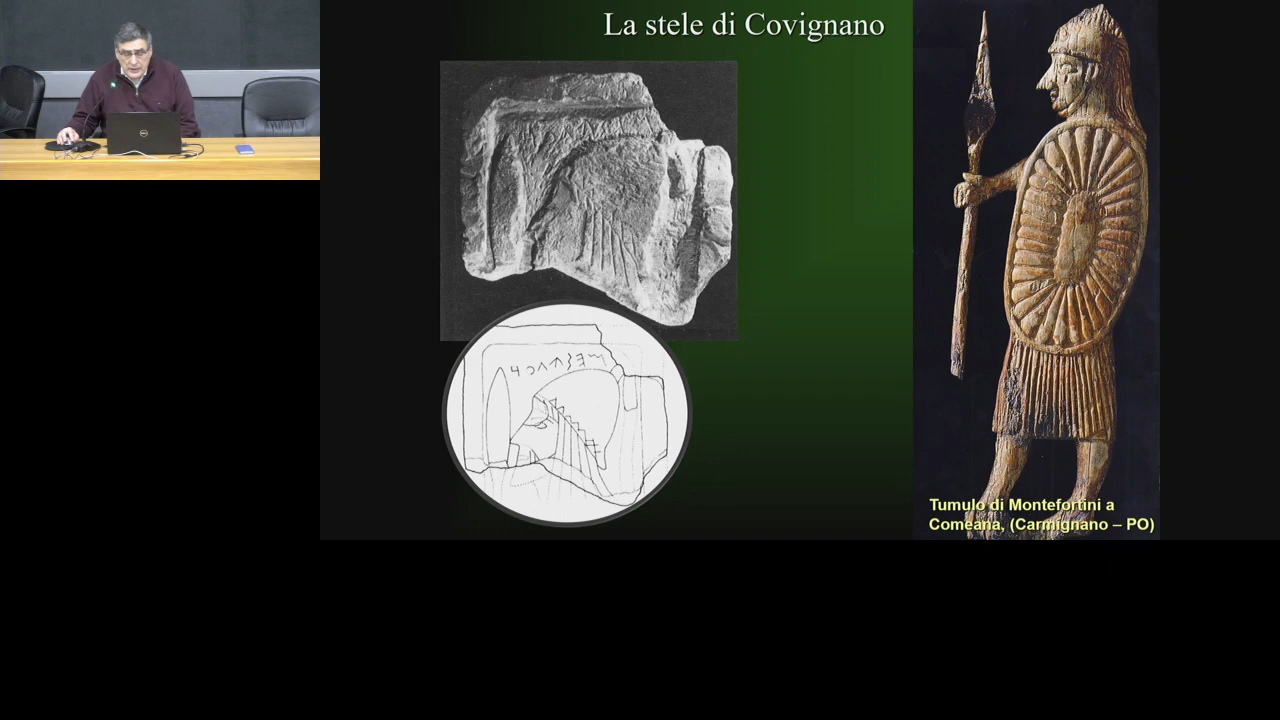 La stele di Covignano
Tumulo di Montefortini a
Comeana, (Carmignano – PO)